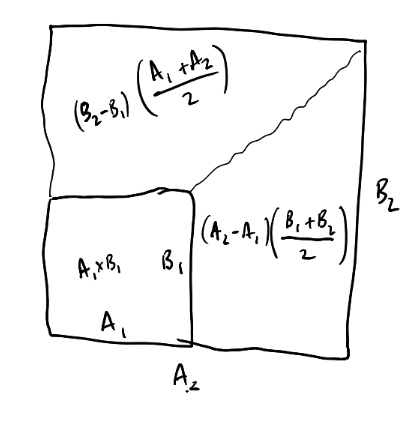 (B₂-B₁) ((A₁+A₂)/2)
B₂
(A₂-A₁) ((B₁+B₂)/2)
A₁×B₁ B₁
A₁
A₂